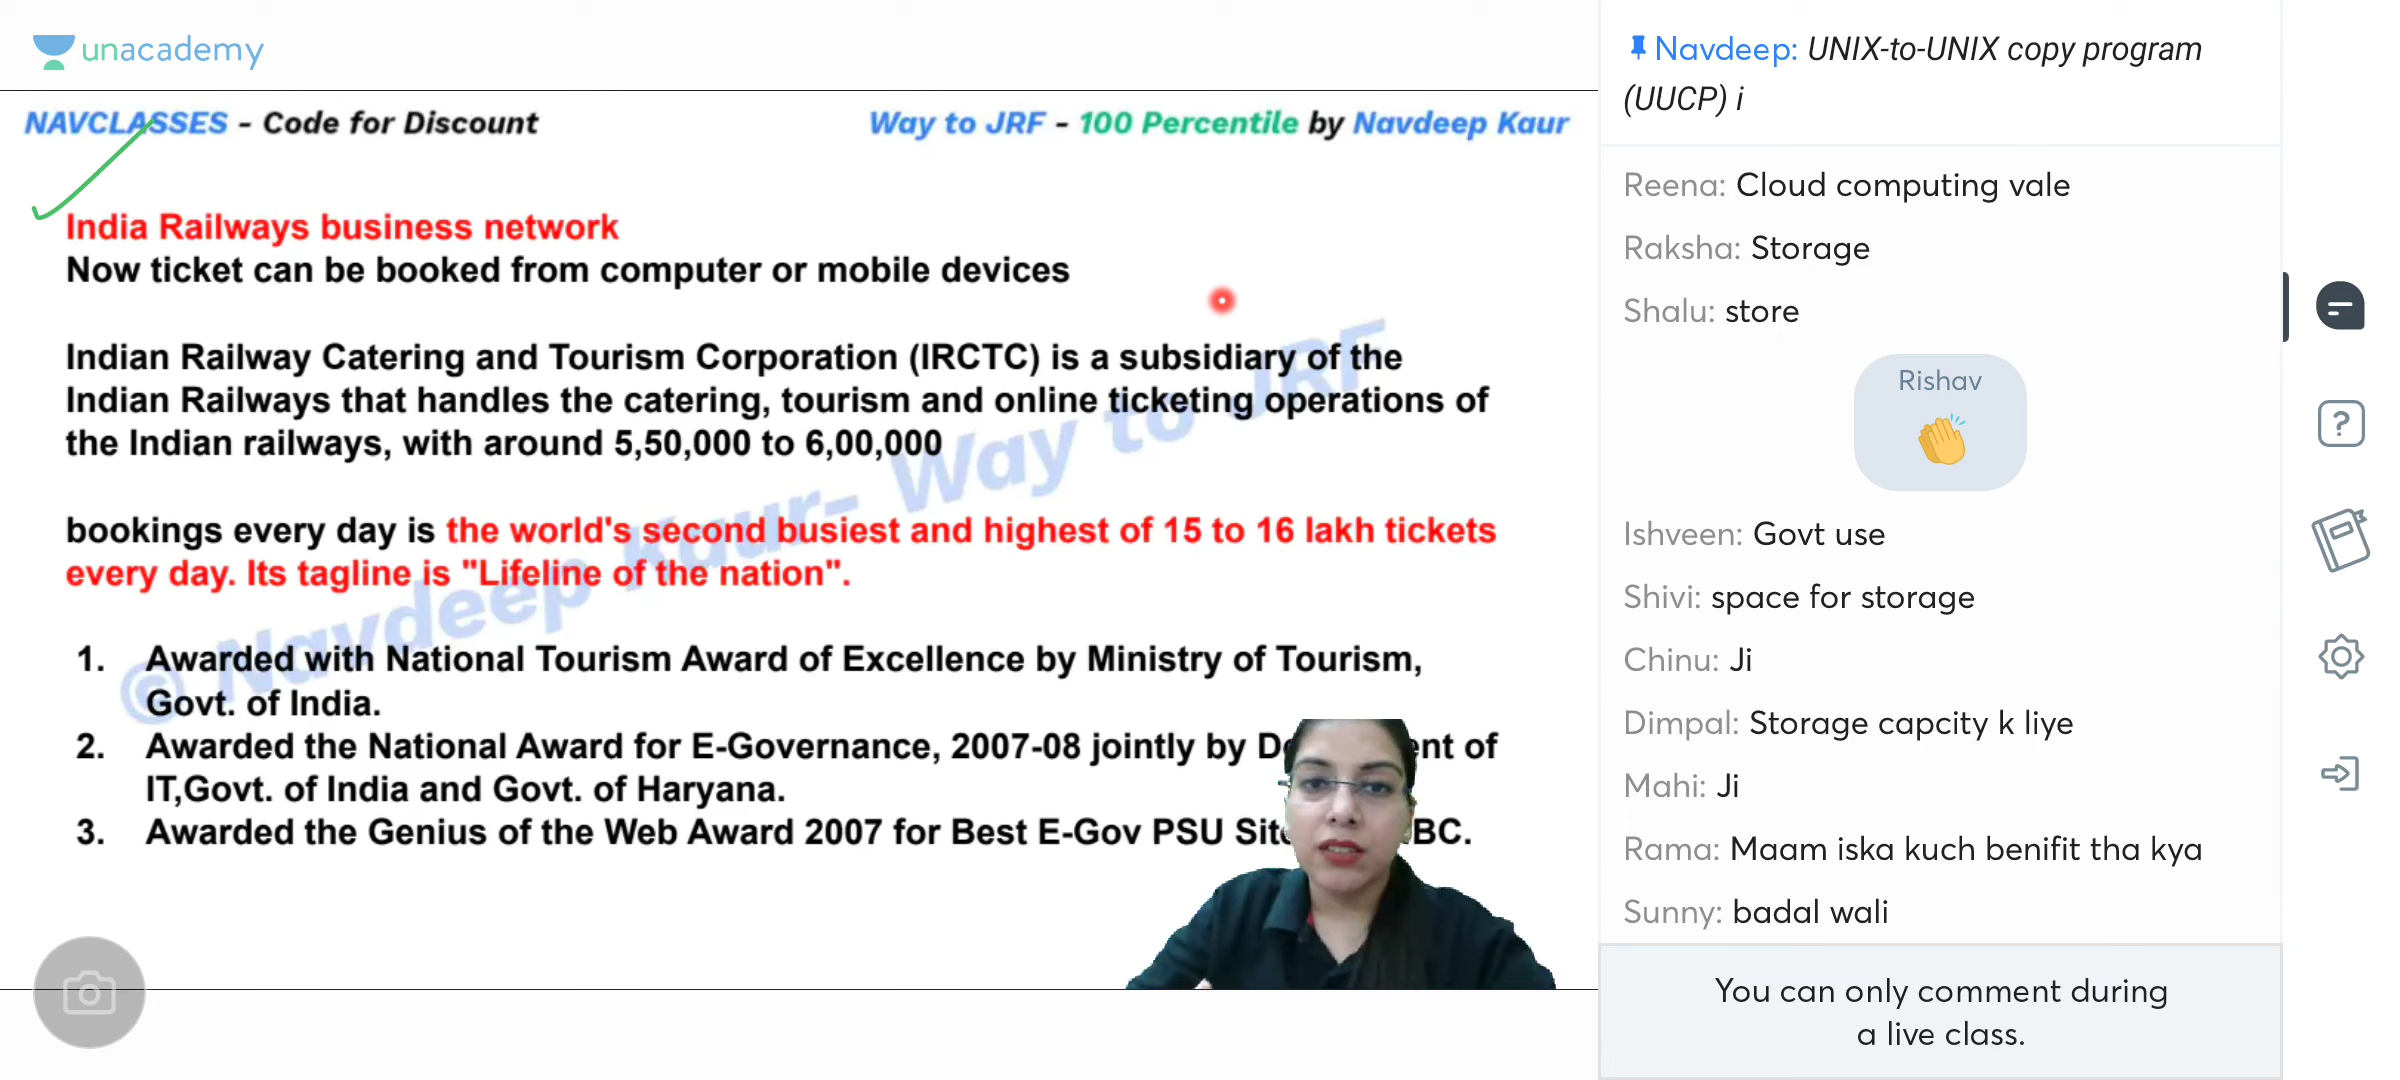 unacademy
NAVCLASSES - Code for Discount
Way to JRF - 100 Percentile by Navdeep Kaur
India Railways business network
Now ticket can be booked from computer or mobile devices
Indian Railway Catering and Tourism Corporation (IRCTC) is a subsidiary of the
Indian Railways that handles the catering, tourism and online ticketing operations of
the Indian railways, with around 5,50,000 to 6,00,000
bookings every day is the world's second busiest and highest of 15 to 16 lakh tickets
every day. Its tagline is "Lifeline of the nation".
1. Awarded with National Tourism Award of Excellence by Ministry of Tourism,
Govt. of India.
2. Awarded the National Award for E-Governance, 2007-08 jointly by ent of
IT,Govt. of India and Govt. of Haryana.
3. Awarded the Genius of the Web Award 2007 for Best E-Gov PSU BC.
© Navdeep Kaur- Way to JRF
Navdeep: UNIX-to-UNIX copy program
(UUCP) i
Reena: Cloud computing vale
Raksha: Storage
Shalu: store
Rishav
Ishveen: Govt use
Shivi: space for storage
Chinu: Ji
Dimpal: Storage capcity k liye
Mahi: Ji
Rama: Maam iska kuch benifit tha kya
Sunny: badal wali
You can only comment during
a live class.